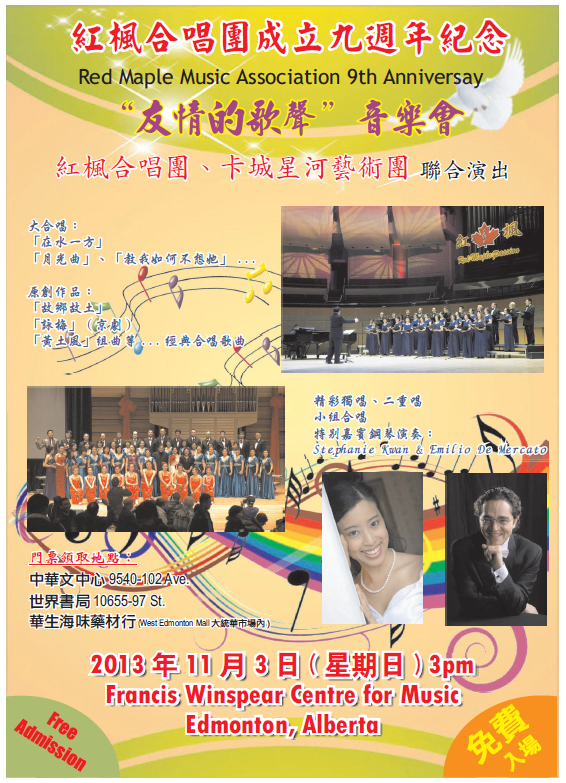 紅楓合唱團成立九週年紀念
Red Maple Music Association 9th Anniversay
“友情的歌聲” 音樂會
紅楓合唱團、卡城星河藝術團 聯合演出
大合唱：
「在水一方」
「月光曲」、「教我如何不想她」...
原創作品：
「故鄉故土」
「詠梅」(京劇)
「黃土風」組曲等...經典合唱歌曲
紅 楓
Red Maple Passion
精彩獨唱、二重唱
小组合唱
特别嘉賓鋼琴演奏：
Stephanie Kwan & Emilio De Mercato
門票領取地點：
中華文中心 9540-102 Ave.
世界書局 10655-97 St.
華生海味藥材行 (West Edmonton Mall 大統華市場內)
2013 年 11 月 3 日 ( 星期日 ) 3pm
Francis Winspear Centre for Music
Edmonton, Alberta
Free
Admission
免費
入場